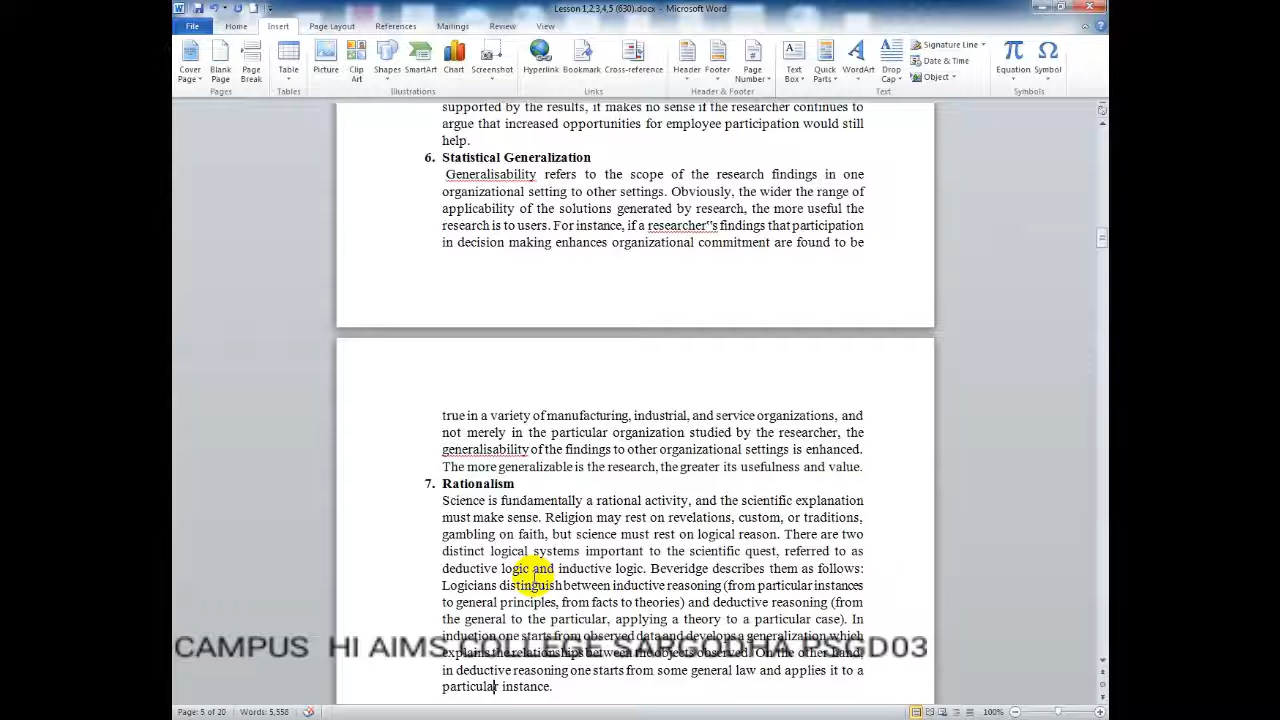 Lesson 1,2,3,4,5 (630).docx - Microsoft Word
File Home Insert Page Layout References Mailings Review View
Cover Page Blank Page Page Break Table Picture Clip Art Shapes SmartArt Chart Screenshot Hyperlink Bookmark Cross-reference Header Footer Page Number Text Box Quick Parts WordArt Drop Cap Signature Line Date & Time Object Equation Symbol
Pages Tables Illustrations Links Header & Footer Text Symbols
supported by the results, it makes no sense if the researcher continues to
argue that increased opportunities for employee participation would still
help.
6. Statistical Generalization
Generalisability refers to the scope of the research findings in one
organizational setting to other settings. Obviously, the wider the range of
applicability of the solutions generated by research, the more useful the
research is to users. For instance, if a researcher"s findings that participation
in decision making enhances organizational commitment are found to be
true in a variety of manufacturing, industrial, and service organizations, and
not merely in the particular organization studied by the researcher, the
generalisability of the findings to other organizational settings is enhanced.
The more generalizable is the research, the greater its usefulness and value.
7. Rationalism
Science is fundamentally a rational activity, and the scientific explanation
must make sense. Religion may rest on revelations, custom, or traditions,
gambling on faith, but science must rest on logical reason. There are two
distinct logical systems important to the scientific quest, referred to as
deductive logic and inductive logic. Beveridge describes them as follows:
Logicians distinguish between inductive reasoning (from particular instances
to general principles, from facts to theories) and deductive reasoning (from
the general to the particular, applying a theory to a particular case). In
induction one starts from observed data and develops a generalization which
CAMPUS HI AIMS COLLEGE SARGODHA PSGD03
explains the relationships between the objects observed. On the other hand,
in deductive reasoning one starts from some general law and applies it to a
particular instance.
Page: 5 of 20 Words: 5,558 100%